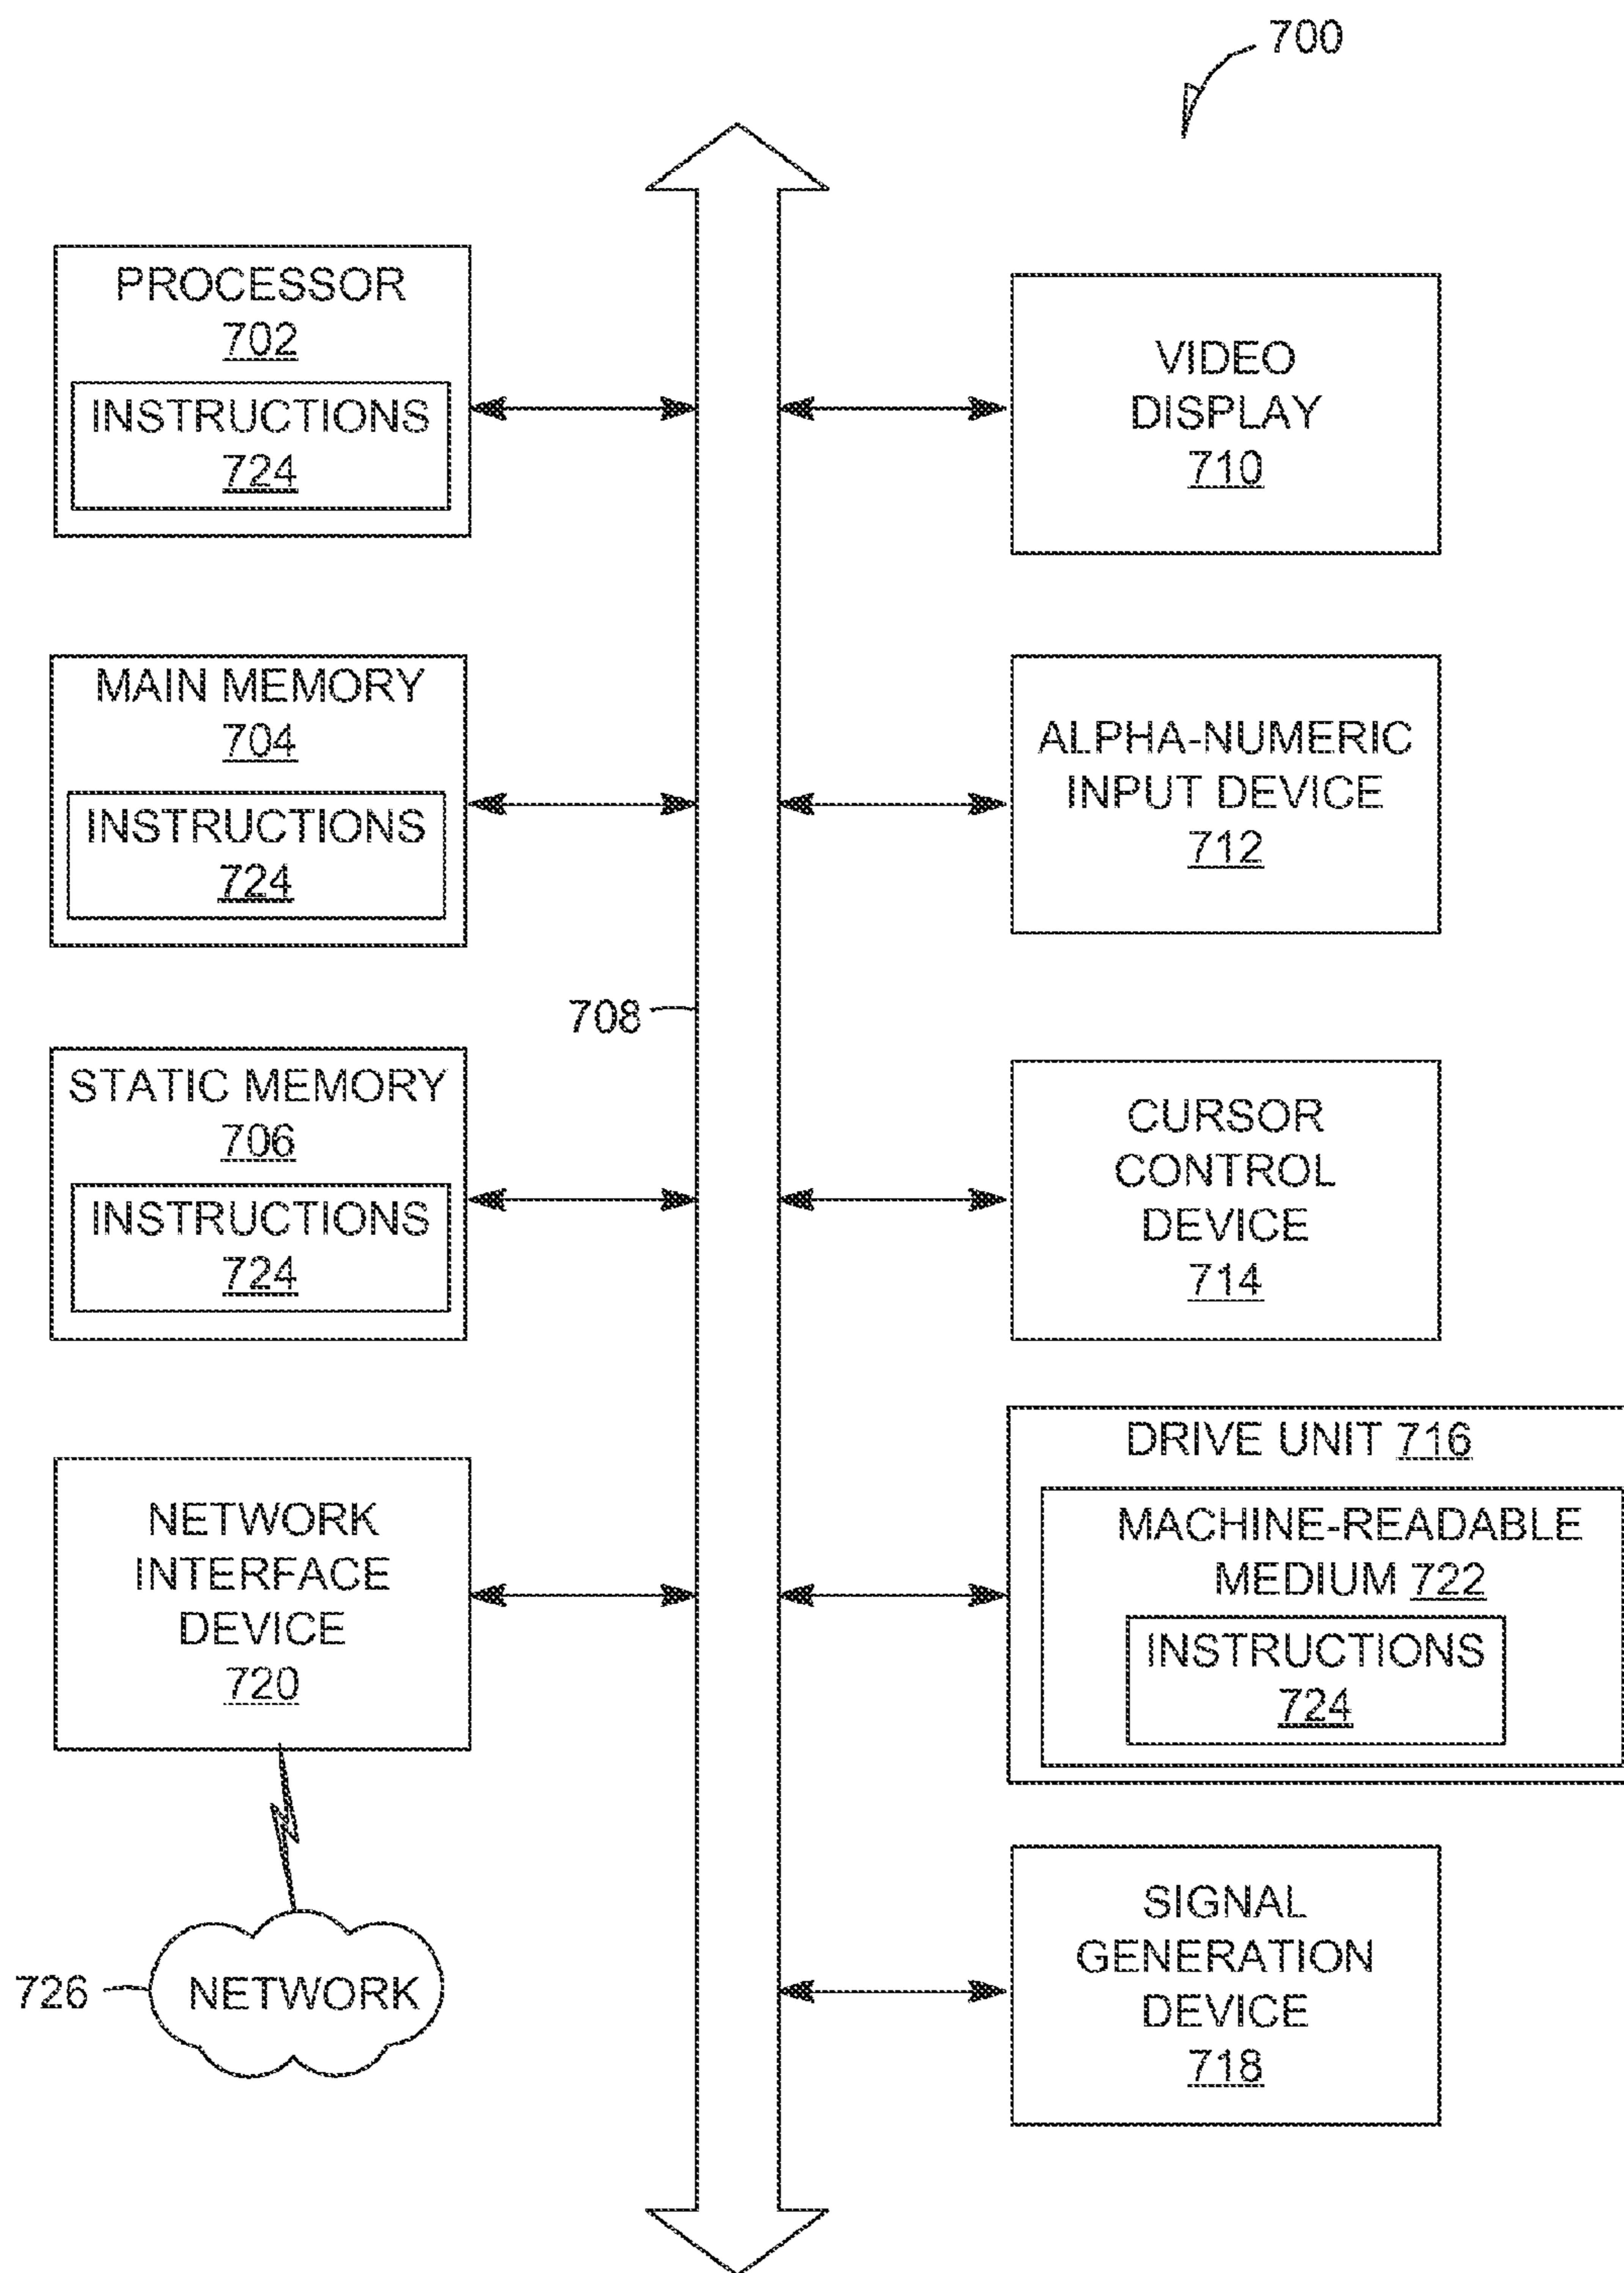 700
PROCESSOR
702
INSTRUCTIONS
724
VIDEO
DISPLAY
710
MAIN MEMORY
704
INSTRUCTIONS
724
ALPHA-NUMERIC
INPUT DEVICE
712
708
STATIC MEMORY
706
INSTRUCTIONS
724
CURSOR
CONTROL
DEVICE
714
NETWORK
INTERFACE
DEVICE
720
DRIVE UNIT 716
MACHINE-READABLE
MEDIUM 722
INSTRUCTIONS
724
726
NETWORK
SIGNAL
GENERATION
DEVICE
718